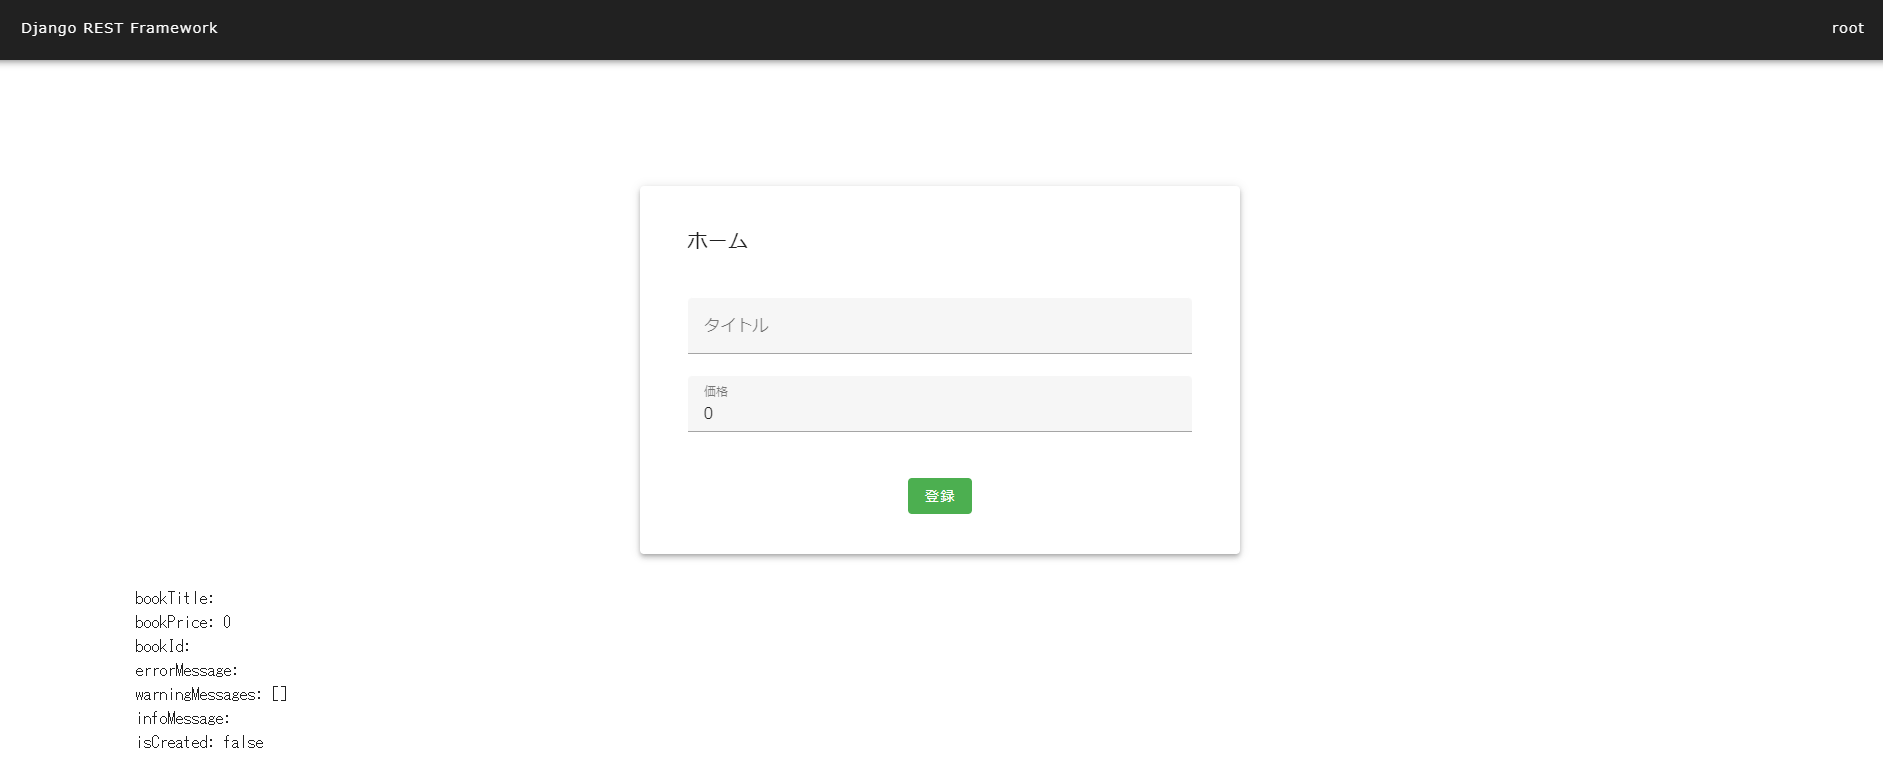 Django REST Framework
root
ホーム
タイトル
価格
0
登録
bookTitle:
bookPrice: 0
bookId:
errorMessage:
warningMessages: []
infoMessage:
isCreated: false